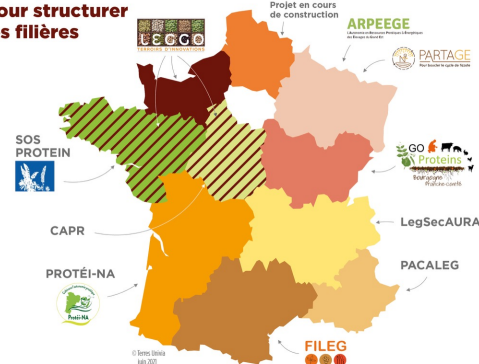 our structurer
s filières
Projet en cours
de construction
LEGGO
TERROIRS D'INNOVATIONS
ARPEEGE
PARTAGE
SOS
PROTEIN
GO
Proteins
Bourgogne
Franche-Comté
CAPR
LegSecAURA
PROTÉI-NA
Protéi-NA
PACALEG
FILEG
© Terres Univia
Juin 2021